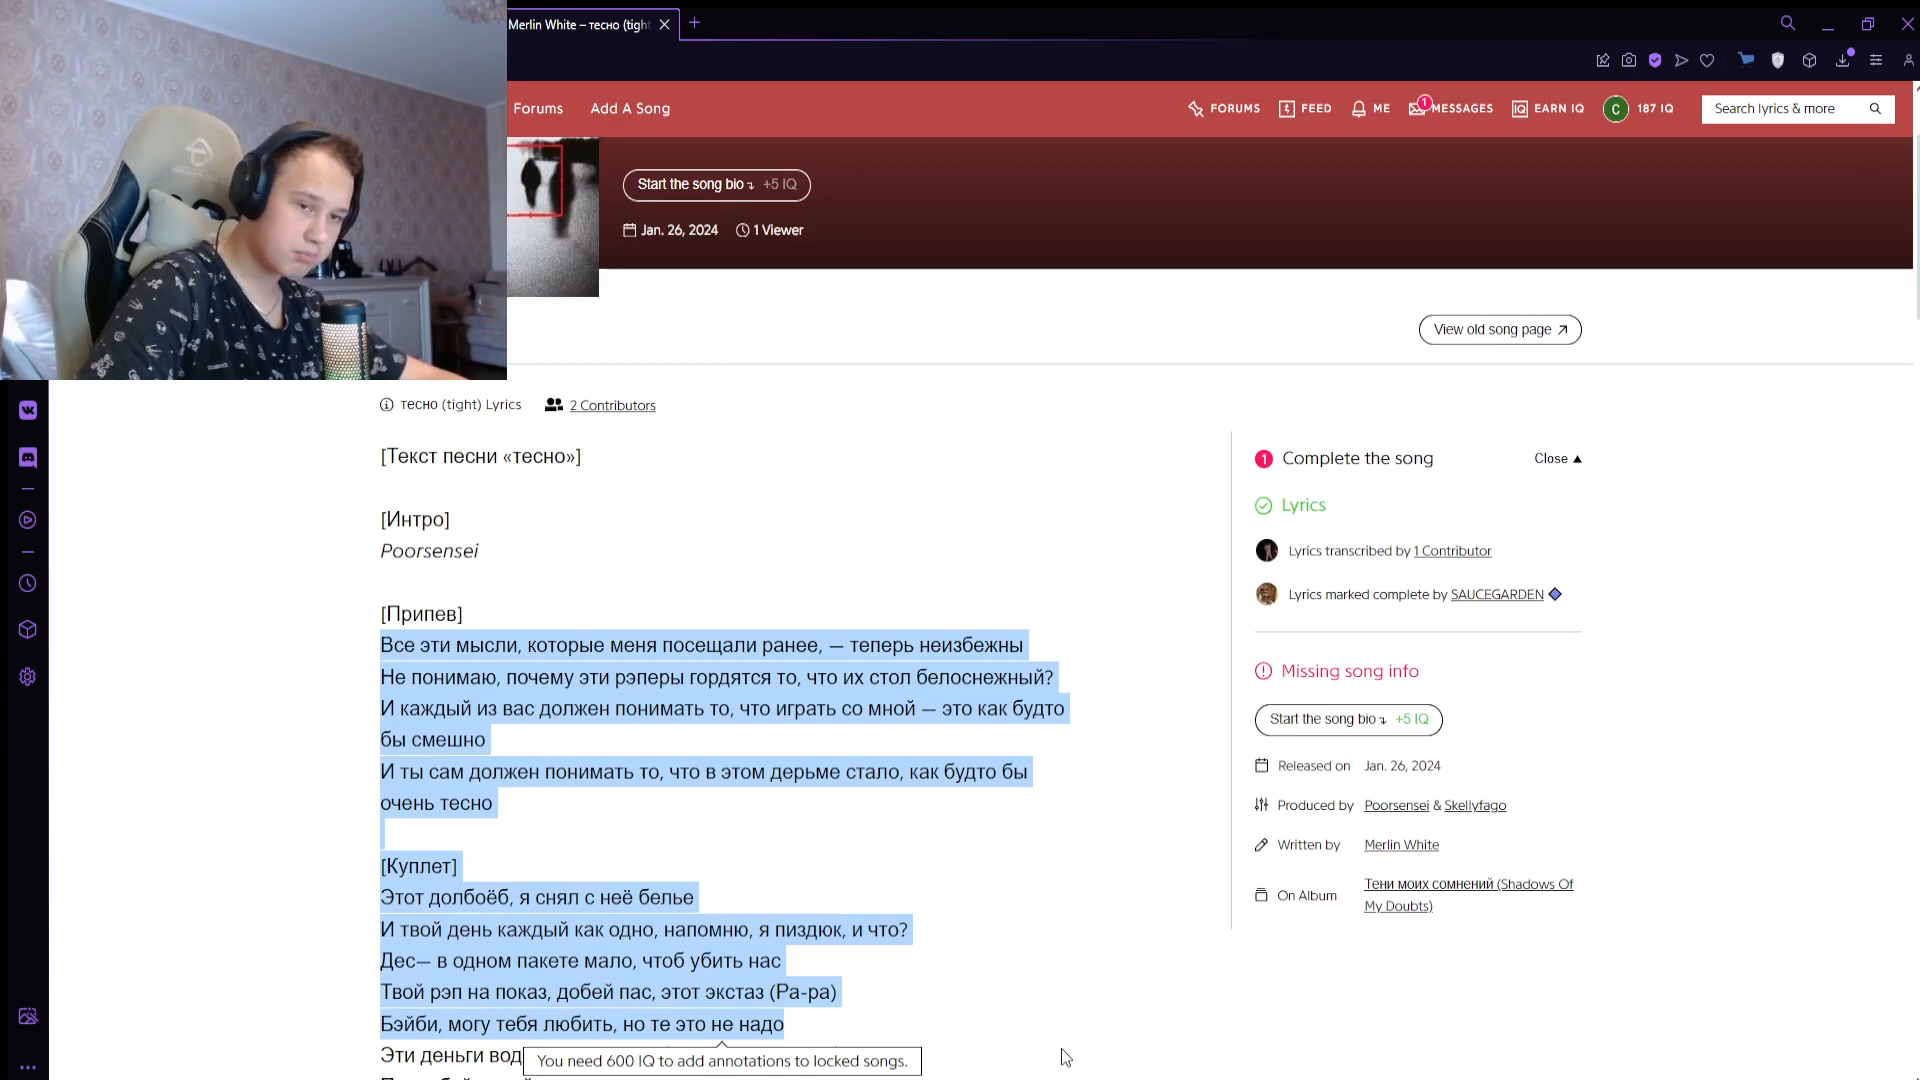 Merlin White – тесно (tight
Forums
Add A Song
FORUMS
FEED
ME
1
MESSAGES
EARN IQ
C
187 IQ
Search lyrics & more
Start the song bio +5 IQ
Jan. 26, 2024
1 Viewer
View old song page
тесно (tight) Lyrics
2 Contributors
[Текст песни «тесно»]
[Интро]
Poorsensei
[Припев]
Все эти мысли, которые меня посещали ранее, — теперь неизбежны
Не понимаю, почему эти рэперы гордятся то, что их стол белоснежный?
И каждый из вас должен понимать то, что играть со мной — это как будто
бы смешно
И ты сам должен понимать то, что в этом дерьме стало, как будто бы
очень тесно
[Куплет]
Этот долбоёб, я снял с неё белье
И твой день каждый как одно, напомню, я пиздюк, и что?
Дес— в одном пакете мало, чтоб убить нас
Твой рэп на показ, добей пас, этот экстаз (Ра-ра)
Бэйби, могу тебя любить, но те это не надо
Эти деньги
You need 600 IQ to add annotations to locked songs.
1 Complete the song
Close
Lyrics
Lyrics transcribed by 1 Contributor
Lyrics marked complete by SAUCEGARDEN
Missing song info
Start the song bio +5 IQ
Released on Jan. 26, 2024
Produced by Poorsensei & Skellyfago
Written by Merlin White
On Album Тени моих сомнений (Shadows Of
My Doubts)